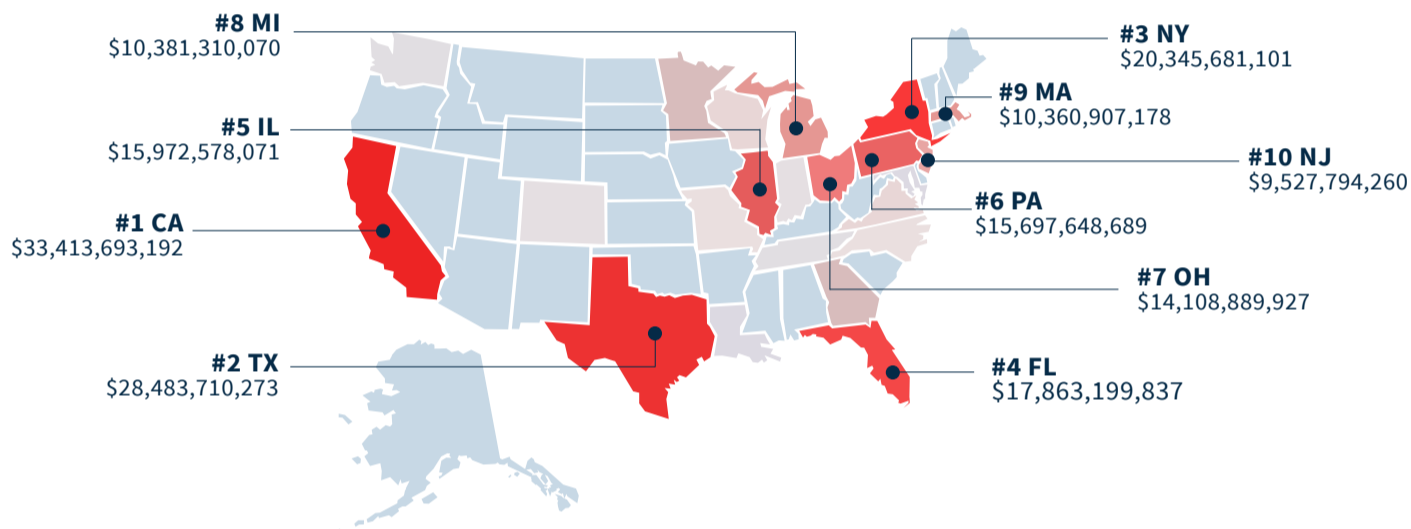 #8 MI
$10,381,310,070
#3 NY
$20,345,681,101
#9 MA
$10,360,907,178
#5 IL
$15,972,578,071
#10 NJ
$9,527,794,260
#6 PA
$15,697,648,689
#1 CA
$33,413,693,192
#7 OH
$14,108,889,927
#2 TX
$28,483,710,273
#4 FL
$17,863,199,837